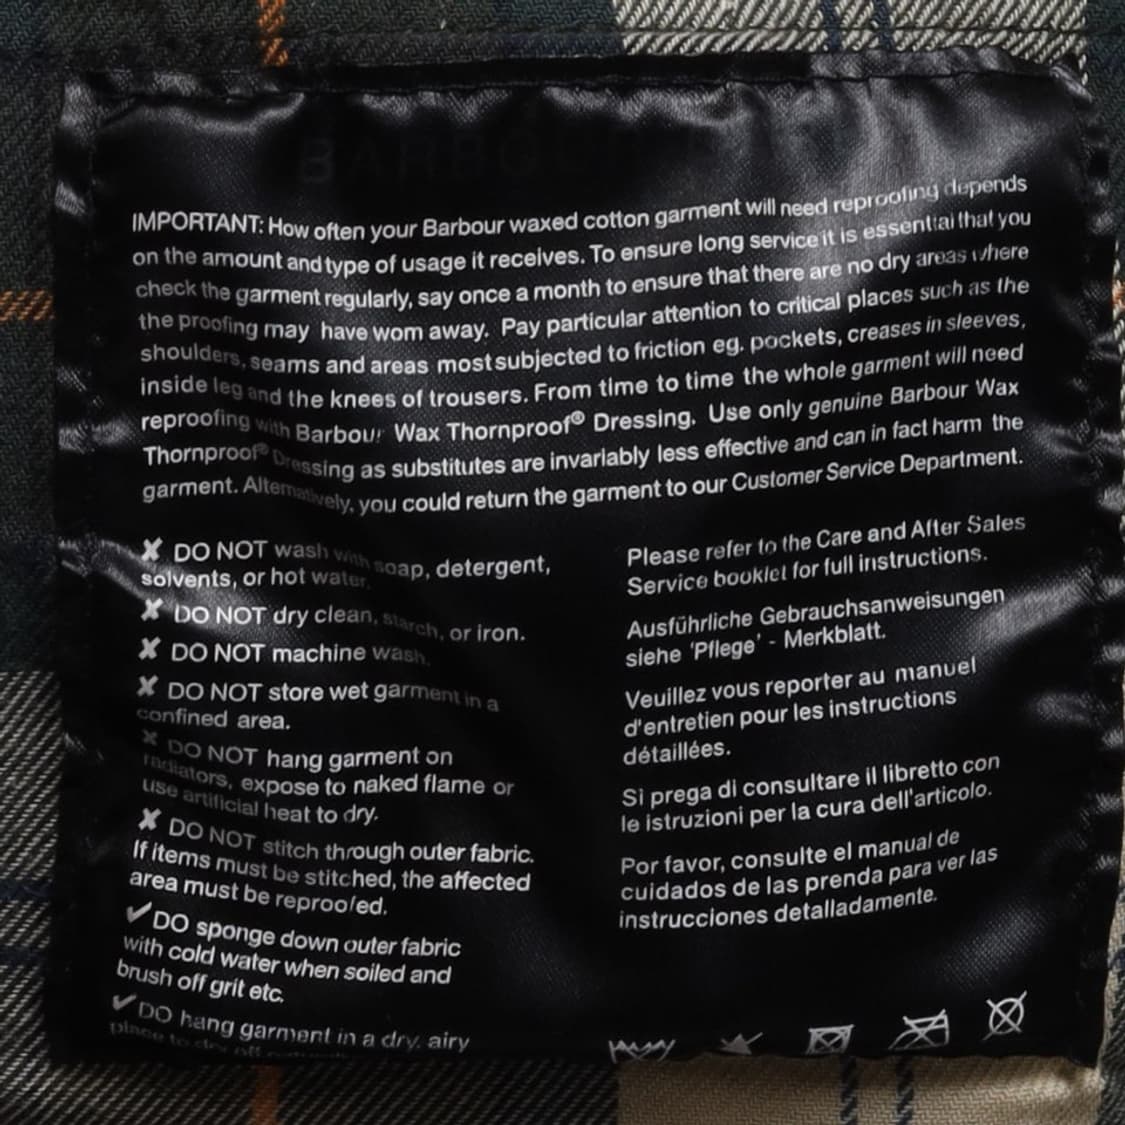 IMPORTANT: How often your Barbour waxed cotton garment will need reproofing depends
on the amount and type of usage it receives. To ensure long service it is essential that you
check the garment regularly, say once a month to ensure that there are no dry areas where
the proofing may have worn away. Pay particular attention to critical places such as the
shoulders, seams and areas most subjected to friction eg. pockets, creases in sleeves,
inside leg and the knees of trousers. From time to time the whole garment will need
reproofing with Barbour Wax Thornproof® Dressing. Use only genuine Barbour Wax
Thornproof® Dressing as substitutes are invariably less effective and can in fact harm the
garment. Alternatively, you could return the garment to our Customer Service Department.
✘ DO NOT wash with soap, detergent,
solvents, or hot water.
✘ DO NOT dry clean, starch, or iron.
✘ DO NOT machine wash.
✘ DO NOT store wet garment in a
confined area.
✘ DO NOT hang garment on
radiators, expose to naked flame or
use artificial heat to dry.
✘ DO NOT stitch through outer fabric.
If items must be stitched, the affected
area must be reproofed.
✔ DO sponge down outer fabric
with cold water when soiled and
brush off grit etc.
✔ DO hang garment in a dry, airy
place to dry off
Please refer to the Care and After Sales
Service booklet for full instructions.
Ausführliche Gebrauchsanweisungen
siehe 'Pflege' - Merkblatt.
Veuillez vous reporter au manuel
d'entretien pour les instructions
détaillées.
Si prega di consultare il libretto con
le istruzioni per la cura dell'articolo.
Por favor, consulte el manual de
cuidados de las prenda para ver las
instrucciones detalladamente.